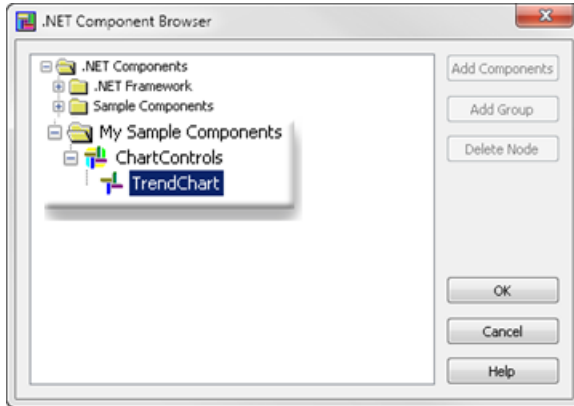 .NET Component Browser
.NET Components
.NET Framework
Sample Components
My Sample Components
ChartControls
TrendChart
Add Components
Add Group
Delete Node
OK
Cancel
Help